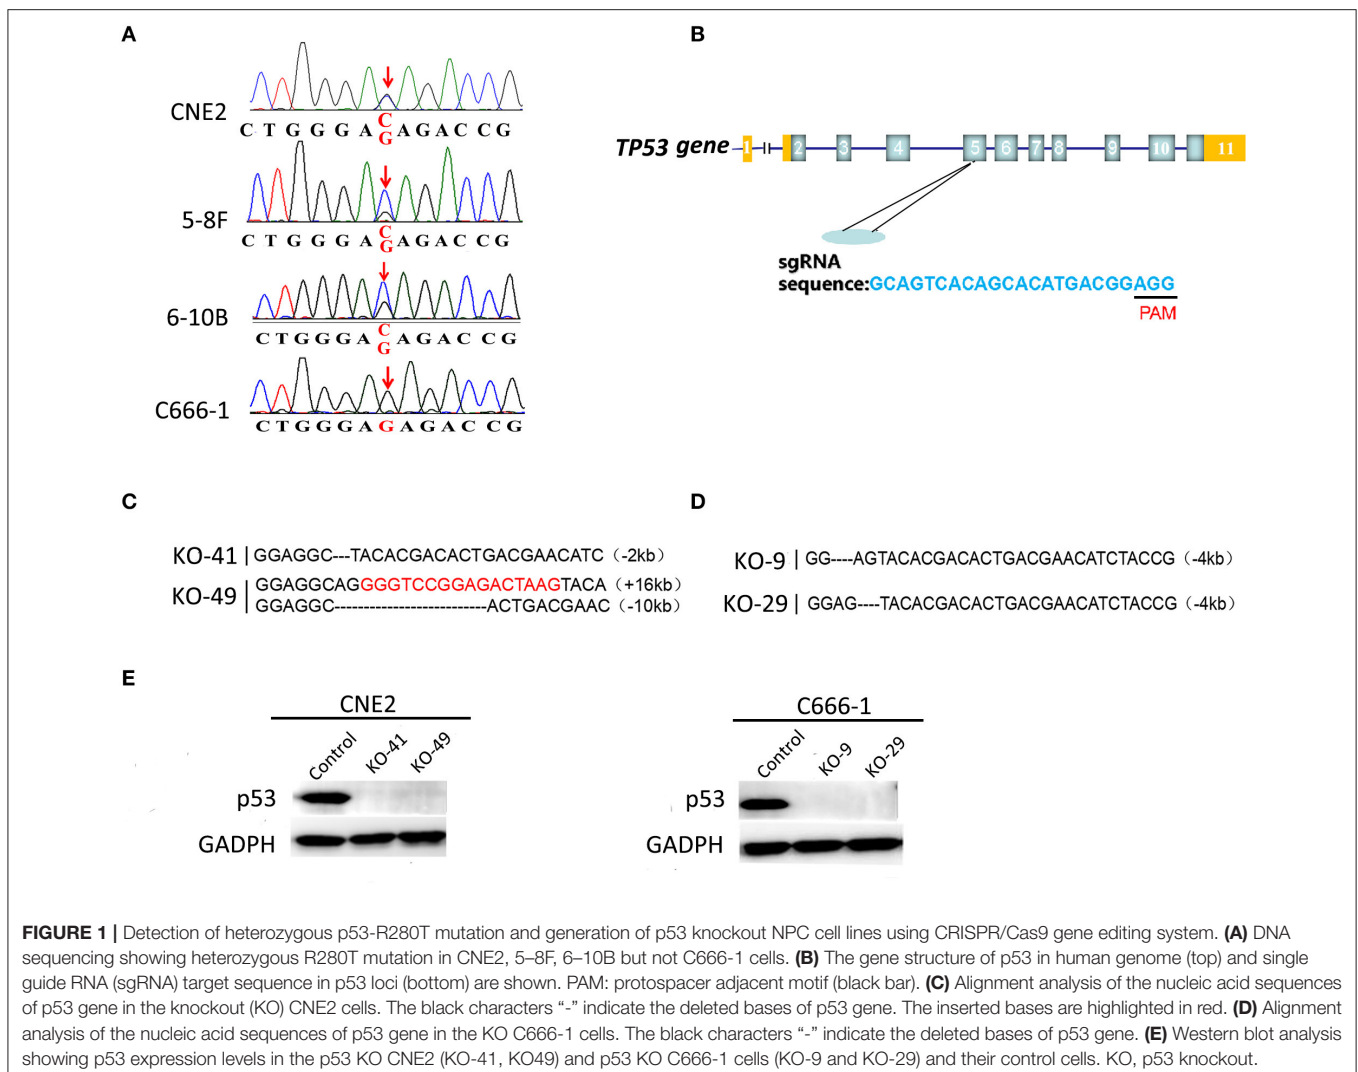 A
CNE2
C T G G G A C A G A C C G
G
5-8F
C T G G G A C A G A C C G
G
6-10B
C T G G G A C A G A C C G
G
C666-1
C T G G G A G A G A C C G
B
TP53 gene
1 2 3 4 5 6 7 8 9 10 11
sgRNA
sequence:GCAGTCACAGCACATGACGGAGG
PAM
C
KO-41 | GGAGGC---TACACGACACTGACGAACATC (-2kb)
KO-49 | GGAGGCAGGGGTCCGGAGACTAAGTACA (+16kb)
GGAGGC--------------------------ACTGACGAAC (-10kb)
D
KO-9 | GG----AGTACACGACACTGACGAACATCTACCG (-4kb)
KO-29 | GGAG----TACACGACACTGACGAACATCTACCG (-4kb)
E
CNE2
Control KO-41 KO-49
p53
GADPH
C666-1
Control KO-9 KO-29
p53
GADPH
FIGURE 1 | Detection of heterozygous p53-R280T mutation and generation of p53 knockout NPC cell lines using CRISPR/Cas9 gene editing system. (A) DNA
sequencing showing heterozygous R280T mutation in CNE2, 5–8F, 6–10B but not C666-1 cells. (B) The gene structure of p53 in human genome (top) and single
guide RNA (sgRNA) target sequence in p53 loci (bottom) are shown. PAM: protospacer adjacent motif (black bar). (C) Alignment analysis of the nucleic acid sequences
of p53 gene in the knockout (KO) CNE2 cells. The black characters “-” indicate the deleted bases of p53 gene. The inserted bases are highlighted in red. (D) Alignment
analysis of the nucleic acid sequences of p53 gene in the KO C666-1 cells. The black characters “-” indicate the deleted bases of p53 gene. (E) Western blot analysis
showing p53 expression levels in the p53 KO CNE2 (KO-41, KO49) and p53 KO C666-1 cells (KO-9 and KO-29) and their control cells. KO, p53 knockout.